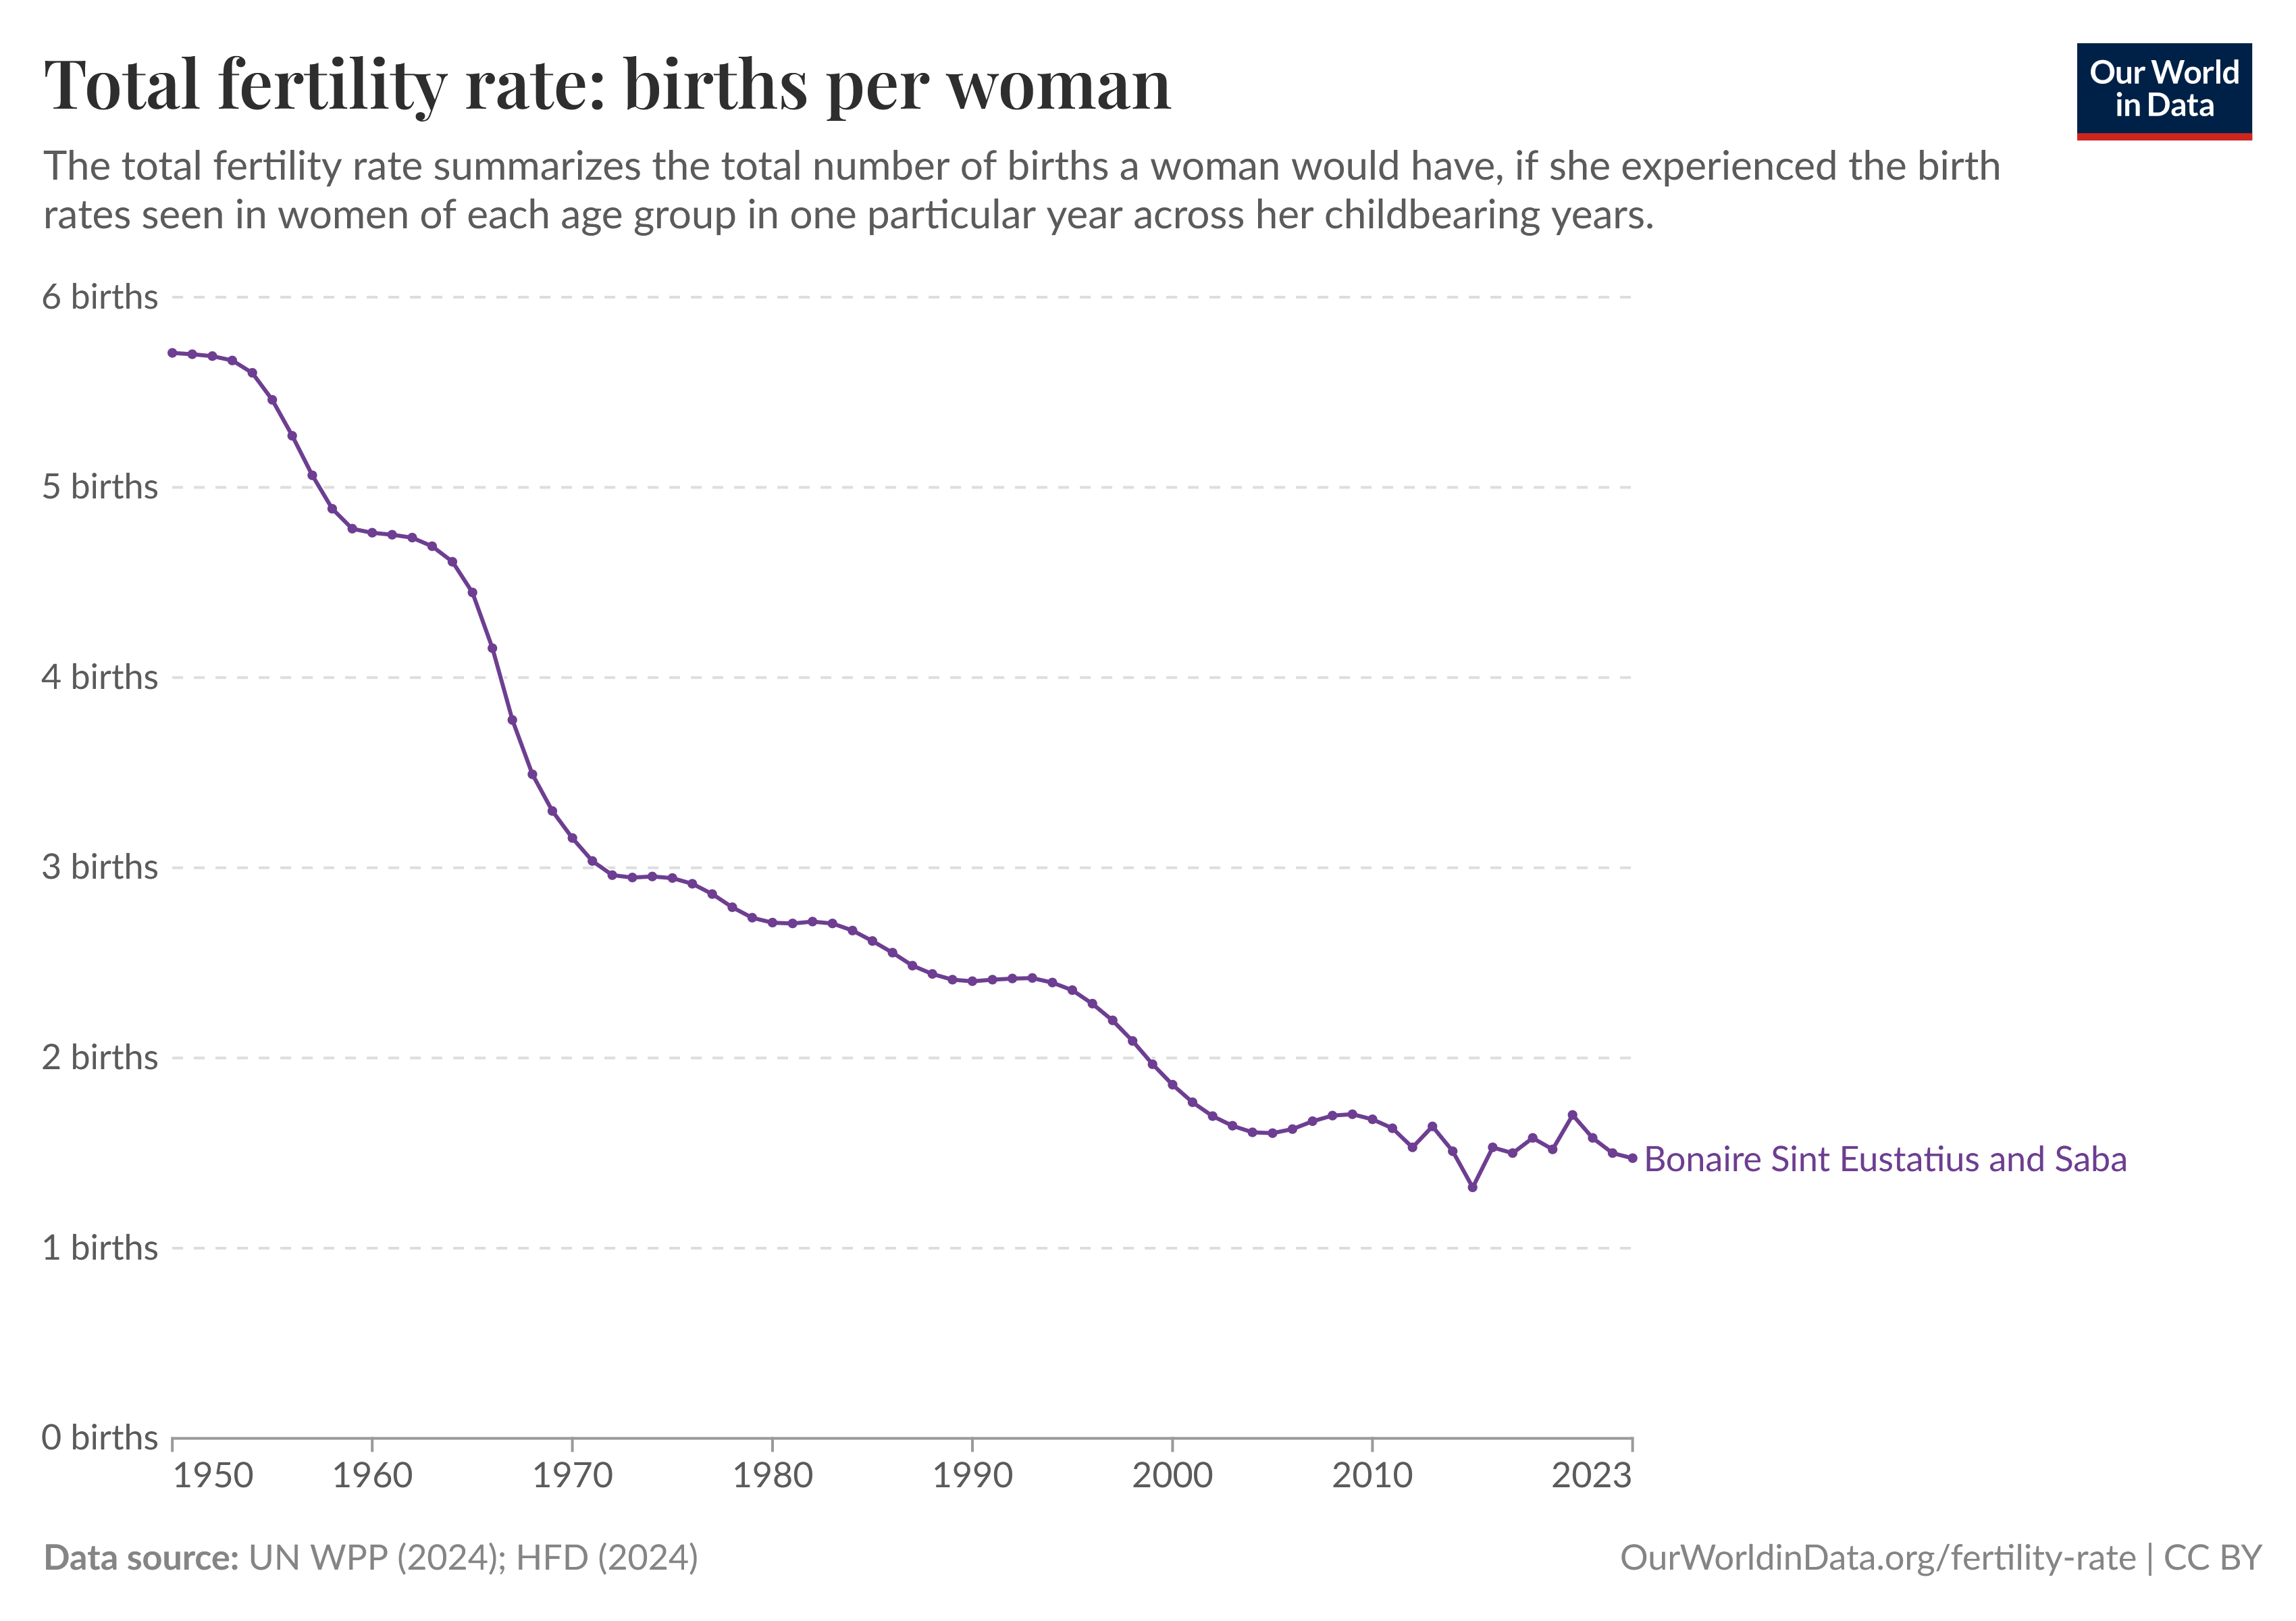 Total fertility rate: births per woman
Our World
in Data
The total fertility rate summarizes the total number of births a woman would have, if she experienced the birth
rates seen in women of each age group in one particular year across her childbearing years.
6 births
5 births
4 births
3 births
2 births
Bonaire Sint Eustatius and Saba
1 births
0 births
1950 1960 1970 1980 1990 2000 2010 2023
Data source: UN WPP (2024); HFD (2024)
OurWorldinData.org/fertility-rate | CC BY